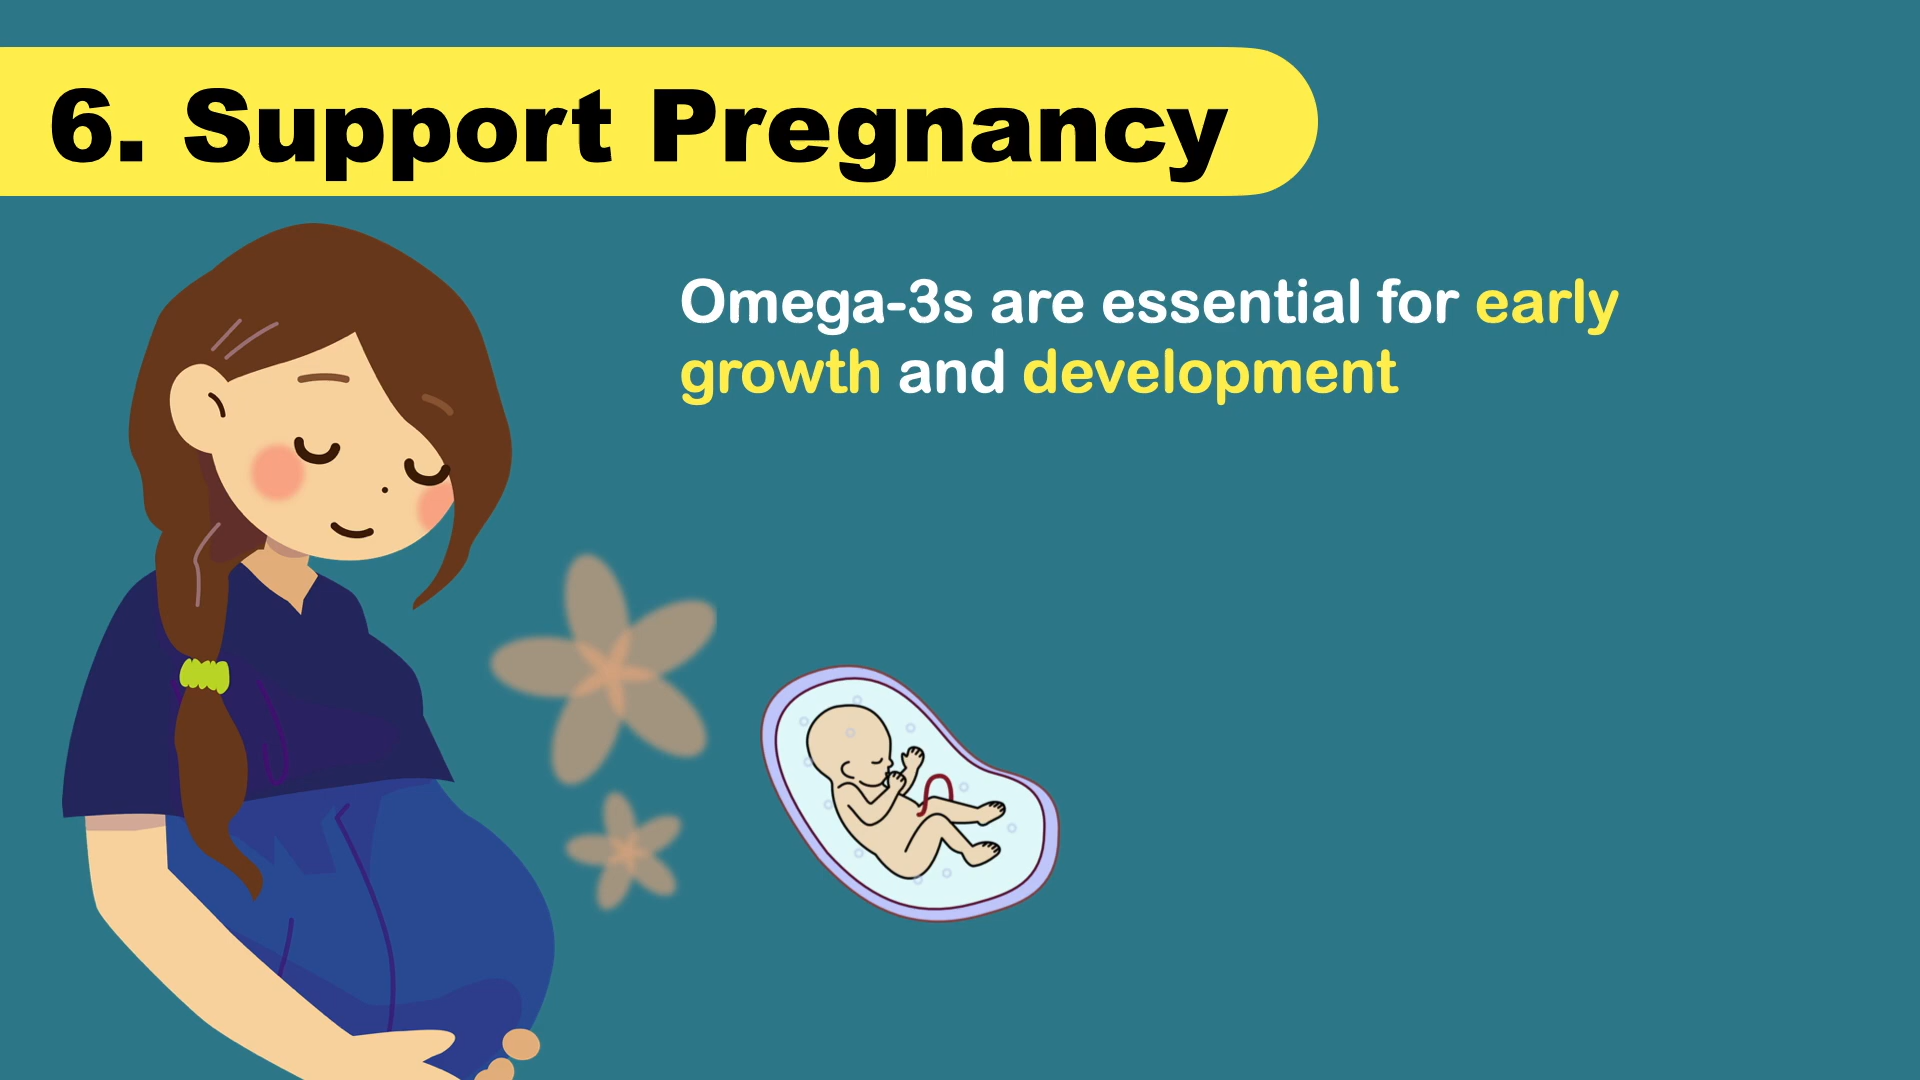 6. Support Pregnancy
Omega-3s are essential for early
growth and development